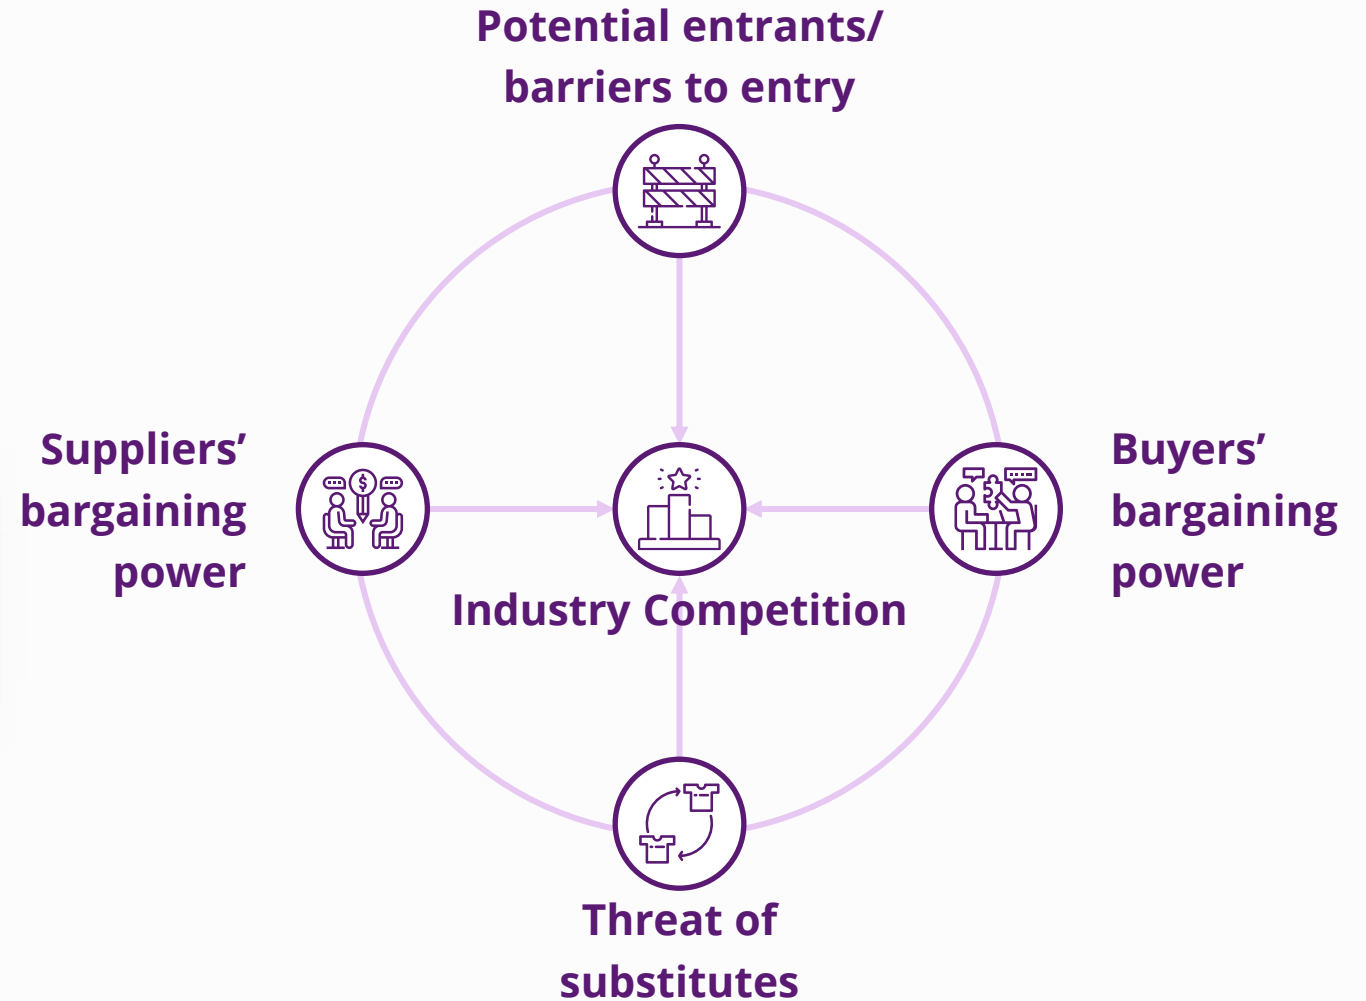 Potential entrants/
barriers to entry
Suppliers’
bargaining
power
Buyers’
bargaining
power
$
Industry Competition
Threat of
substitutes